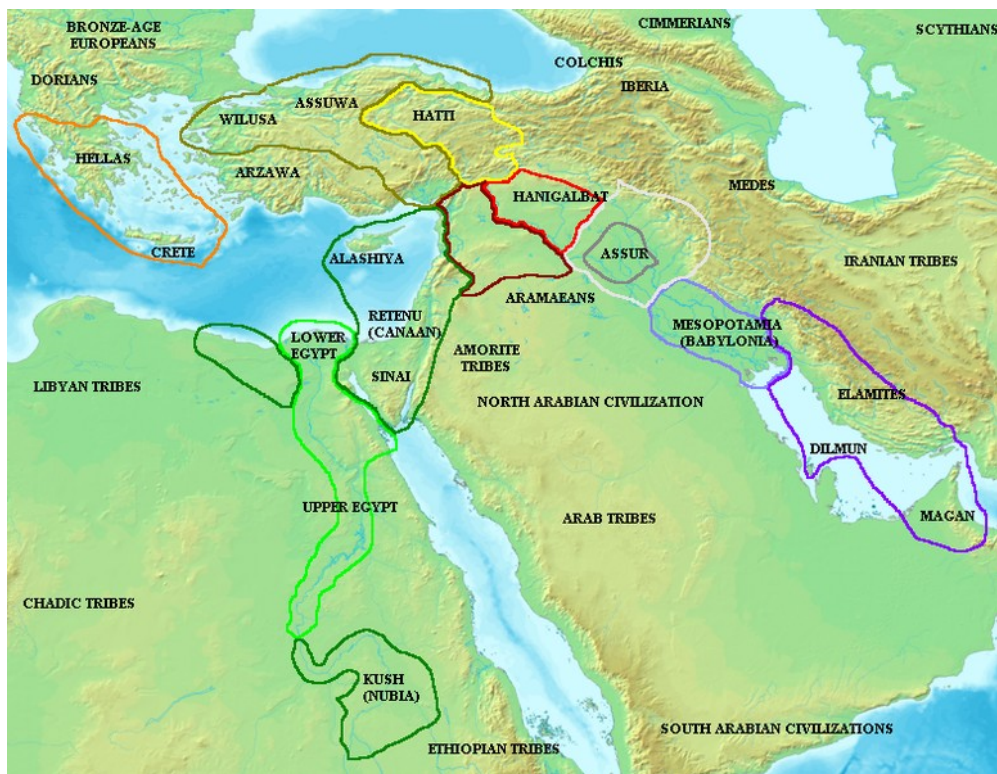 BRONZE-AGE
EUROPEANS
CIMMERIANS
SCYTHIANS
DORIANS
COLCHIS
IBERIA
ASSUWA
WILUSA
HATTI
HELLAS
ARZAWA
MEDES
HANIGALBAT
CRETE
ALASHIYA
ASSUR
IRANIAN TRIBES
ARAMAEANS
RETENU
(CANAAN)
MESOPOTAMIA
(BABYLONIA)
LOWER
EGYPT
AMORITE
TRIBES
SINAI
LIBYAN TRIBES
NORTH ARABIAN CIVILIZATION
ELAMITES
DILMUN
UPPER EGYPT
ARAB TRIBES
MAGAN
CHADIC TRIBES
KUSH
(NUBIA)
SOUTH ARABIAN CIVILIZATIONS
ETHIOPIAN TRIBES